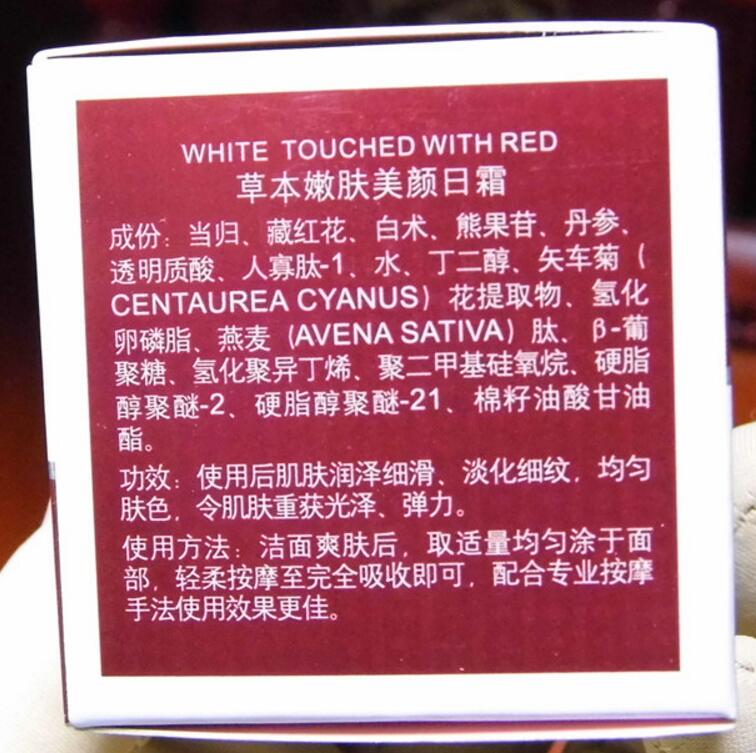 WHITE TOUCHED WITH RED
草本嫩肤美颜日霜
成份：当归、藏红花、白术、熊果苷、丹参、
透明质酸、人寡肽-1、水、丁二醇、矢车菊（
CENTAUREA CYANUS）花提取物、氢化
卵磷脂、燕麦（AVENA SATIVA）肽、β-葡
聚糖、氢化聚异丁烯、聚二甲基硅氧烷、硬脂
醇聚醚-2、硬脂醇聚醚-21、棉籽油酸甘油
酯。
功效：使用后肌肤润泽细滑、淡化细纹，均匀
肤色，令肌肤重获光泽、弹力。
使用方法：洁面爽肤后，取适量均匀涂于面
部，轻柔按摩至完全吸收即可，配合专业按摩
手法使用效果更佳。